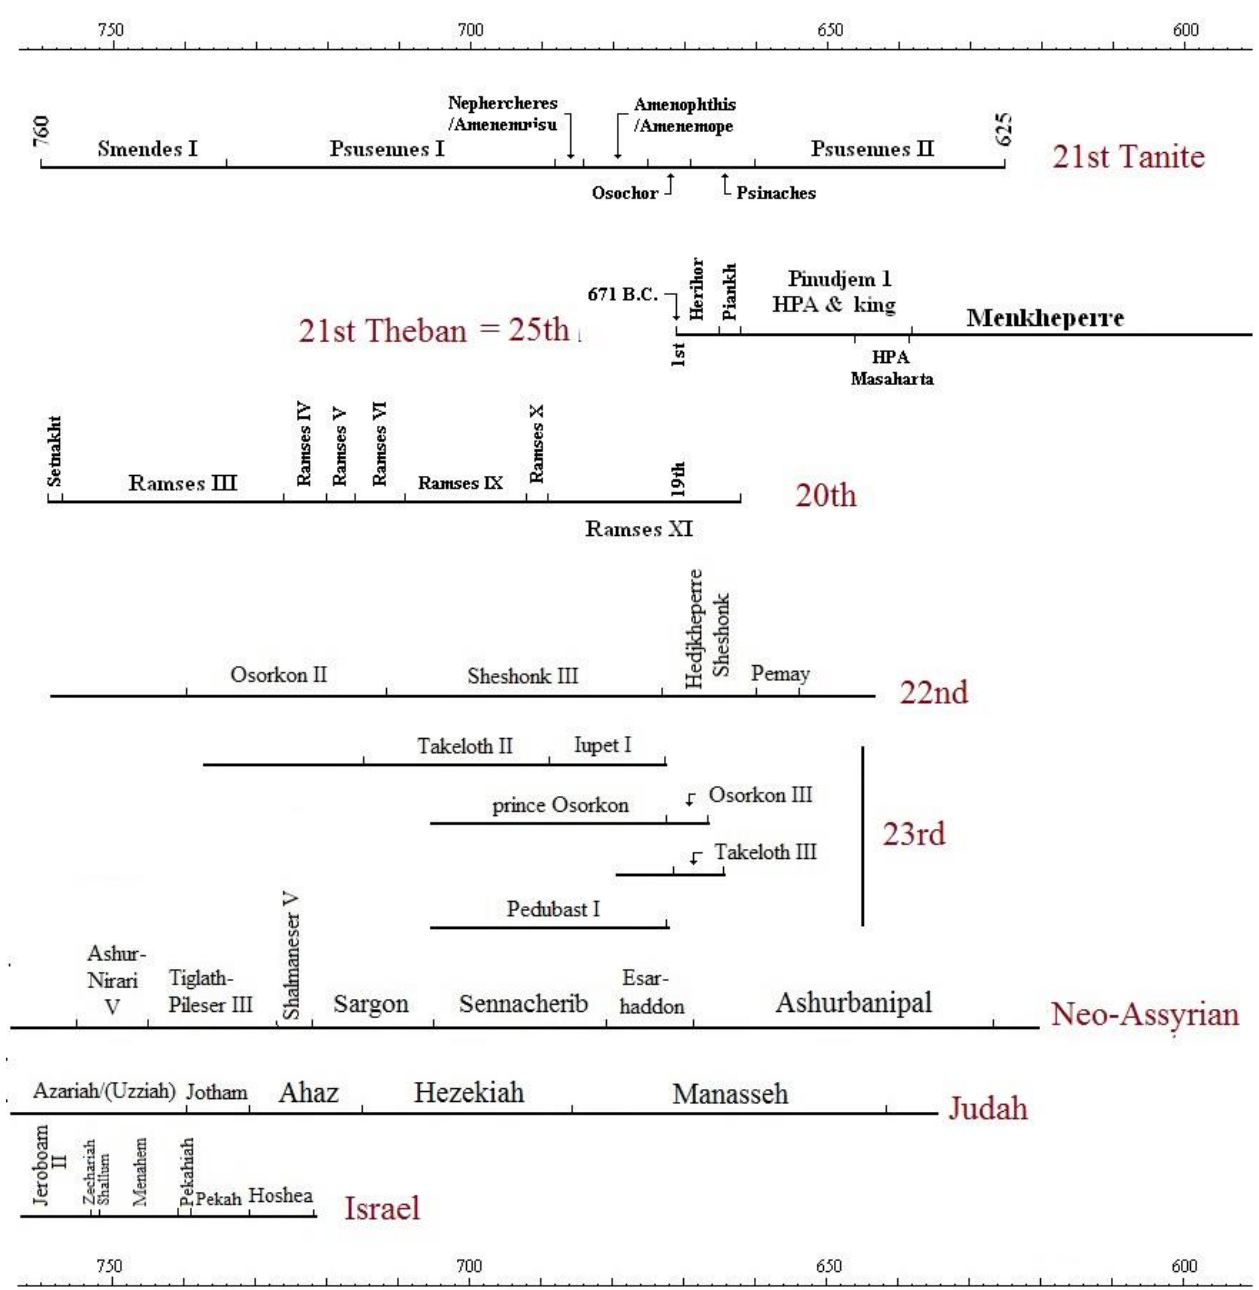 750 700 650 600
Nephercheres
/Amenemnisu
Amenophthis
/Amenemope
760
625
Smendes I
Psusennes I
Psusennes II
21st Tanite
Osochor
Psinaches
671 B.C.
Herihor
Piankh
Pinudjem 1
HPA & king
Menkheperre
21st Theban = 25th
1st
HPA
Masaharta
Setnakht
Ramses III
Ramses IV
Ramses V
Ramses VI
Ramses IX
Ramses X
19th
20th
Ramses XI
Hedjkheperre
Sheshonk
Osorkon II
Sheshonk III
Pemay
22nd
Takeloth II
Iupet I
prince Osorkon
Osorkon III
23rd
Takeloth III
Pedubast I
Ashur-
Nirari
V
Tiglath-
Pileser III
Shalmaneser V
Sargon
Sennacherib
Esar-
haddon
Ashurbanipal
Neo-Assyrian
Azariah/(Uzziah)
Jotham
Ahaz
Hezekiah
Manasseh
Judah
Jeroboam
II
Zechariah
Shallum
Menahem
Pekahiah
Pekah
Hoshea
Israel
750 700 650 600